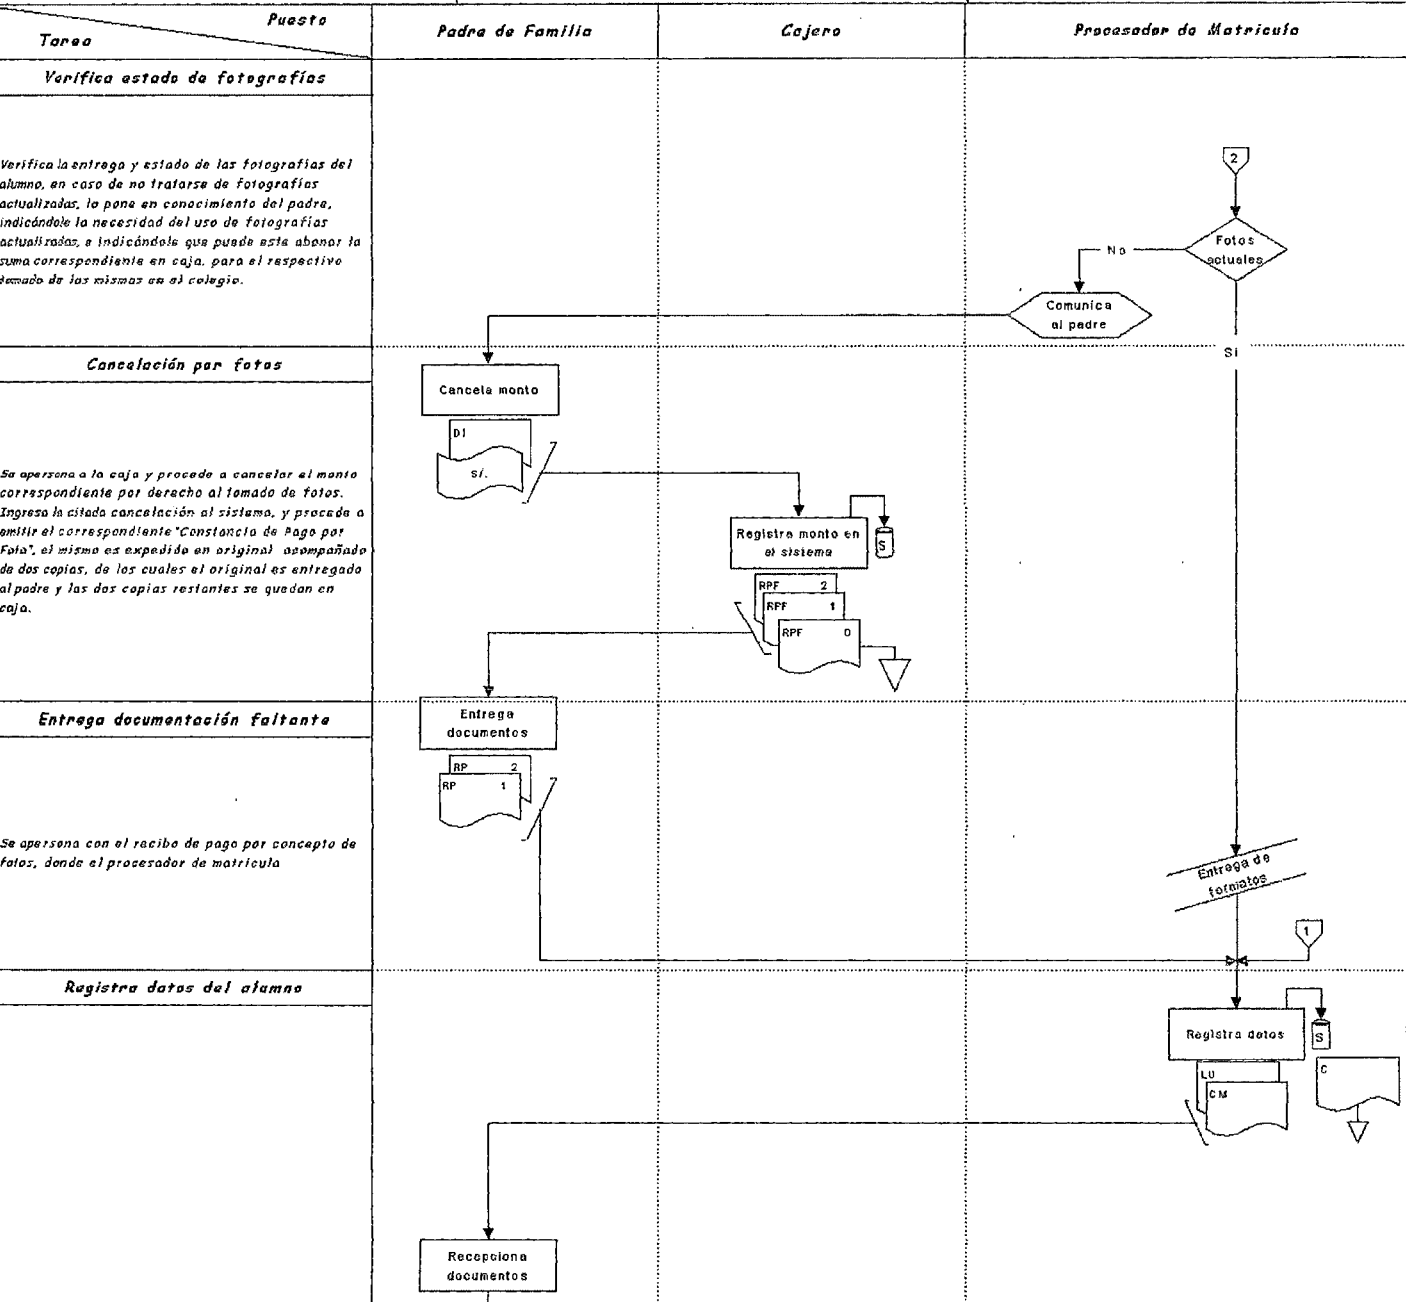 Puesto
Tarea
Padre de Familia
Cajero
Procesador de Matricula
Verifica estado de fotografías
Verifica la entrega y estado de las fotografías del
alumno, en caso de no tratarse de fotografías
actualizadas, lo pone en conocimiento del padre,
indicándole la necesidad del uso de fotografías
actualizadas, e indicándole que puede este abonar la
suma correspondiente en caja, para el respectivo
tomado de las mismas en el colegio.
2
Fotos
actuales
No
Comunica
al padre
SI
Cancelación por fotos
Cancela monto
DI
S/.
Se apersona a la caja y procede a cancelar el monto
correspondiente por derecho al tomado de fotos.
Ingresa la citada cancelación al sistema, y procede a
emitir el correspondiente "Constancia de Pago por
Foto", el mismo es expedido en original acompañado
de dos copias, de los cuales el original es entregado
al padre y las dos copias restantes se quedan en
caja.
Registra monto en
el sistema
S
RPF 2
RPF 1
RPF 0
Entrega documentación faltante
Entrega
documentos
RP 2
RP 1
Se apersona con el recibo de pago por concepto de
fotos, donde el procesador de matricula
Entrega de
formatos
1
Registra datos del alumno
Registra datos
S
LU
CM
C
Recepciona
documentos